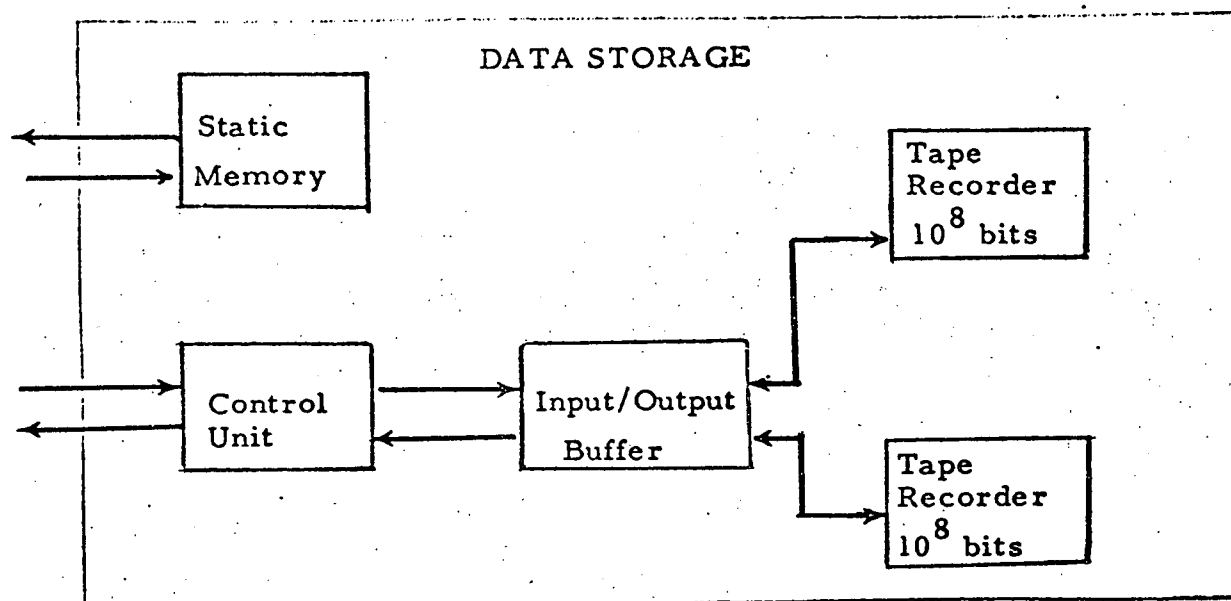 DATA STORAGE
Static
Memory
Tape
Recorder
10^8 bits
Control
Unit
Input/Output
Buffer
Tape
Recorder
10^8 bits